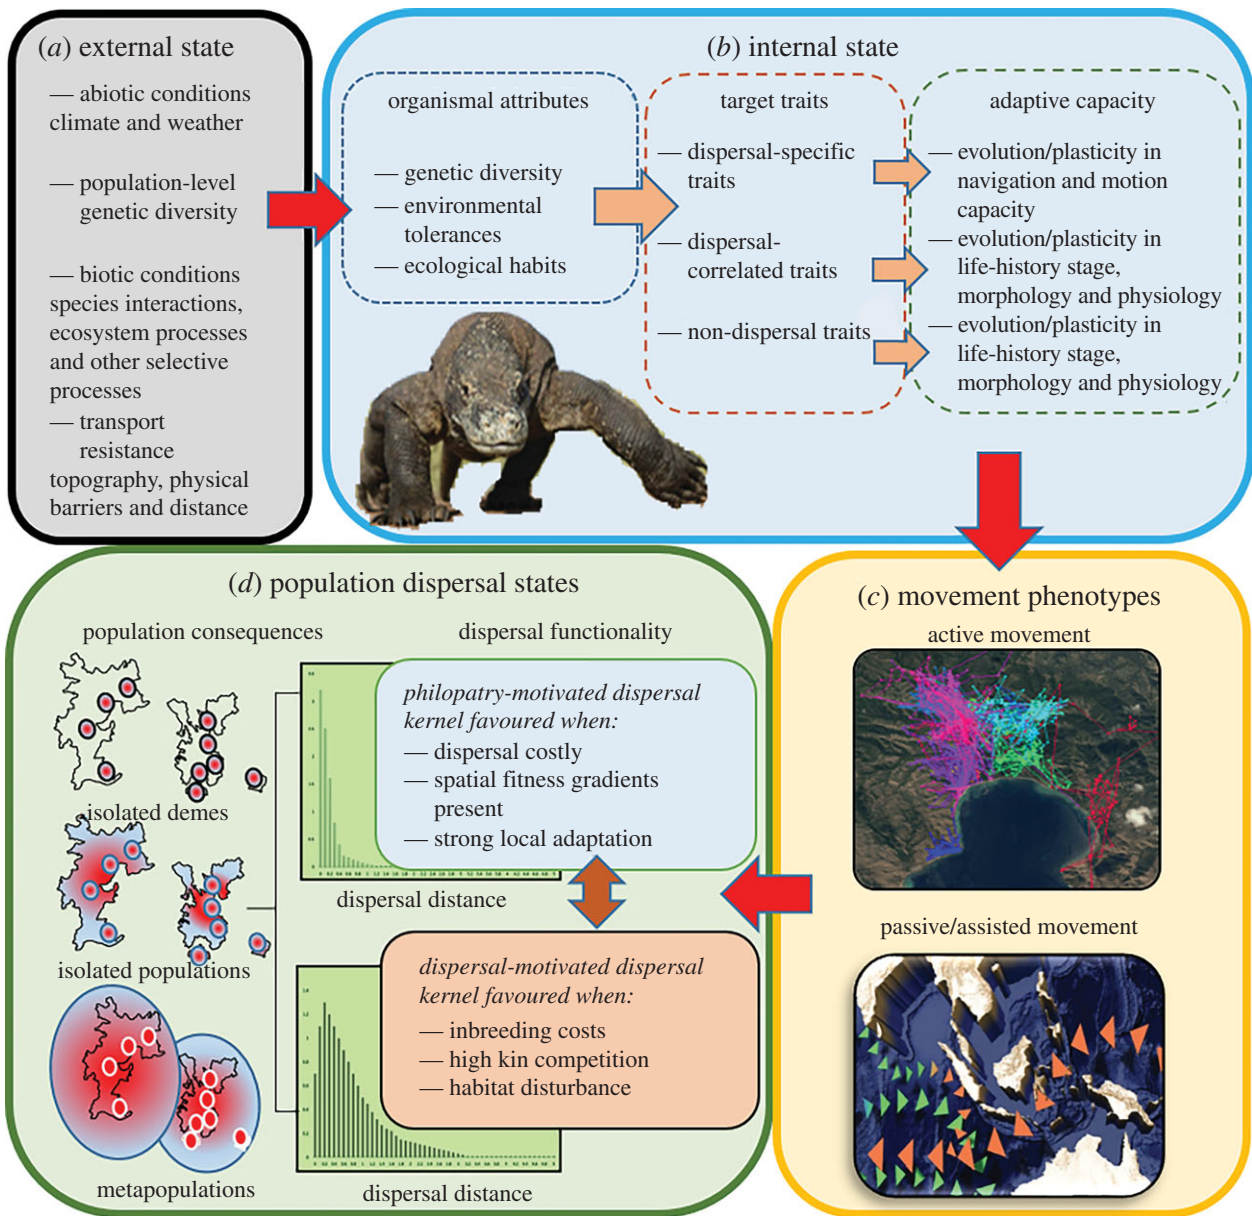 (a) external state
— abiotic conditions
climate and weather
— population-level
genetic diversity
— biotic conditions
species interactions,
ecosystem processes
and other selective
processes
— transport
resistance
topography, physical
barriers and distance
(b) internal state
organismal attributes
— genetic diversity
— environmental
tolerances
— ecological habits
target traits
— dispersal-specific
traits
— dispersal-
correlated traits
— non-dispersal traits
adaptive capacity
— evolution/plasticity in
navigation and motion
capacity
— evolution/plasticity in
life-history stage,
morphology and physiology
— evolution/plasticity in
life-history stage,
morphology and physiology
(c) movement phenotypes
active movement
passive/assisted movement
(d) population dispersal states
population consequences
isolated demes
isolated populations
metapopulations
dispersal functionality
philopatry-motivated dispersal
kernel favoured when:
— dispersal costly
— spatial fitness gradients
present
— strong local adaptation
dispersal distance
dispersal-motivated dispersal
kernel favoured when:
— inbreeding costs
— high kin competition
— habitat disturbance
dispersal distance